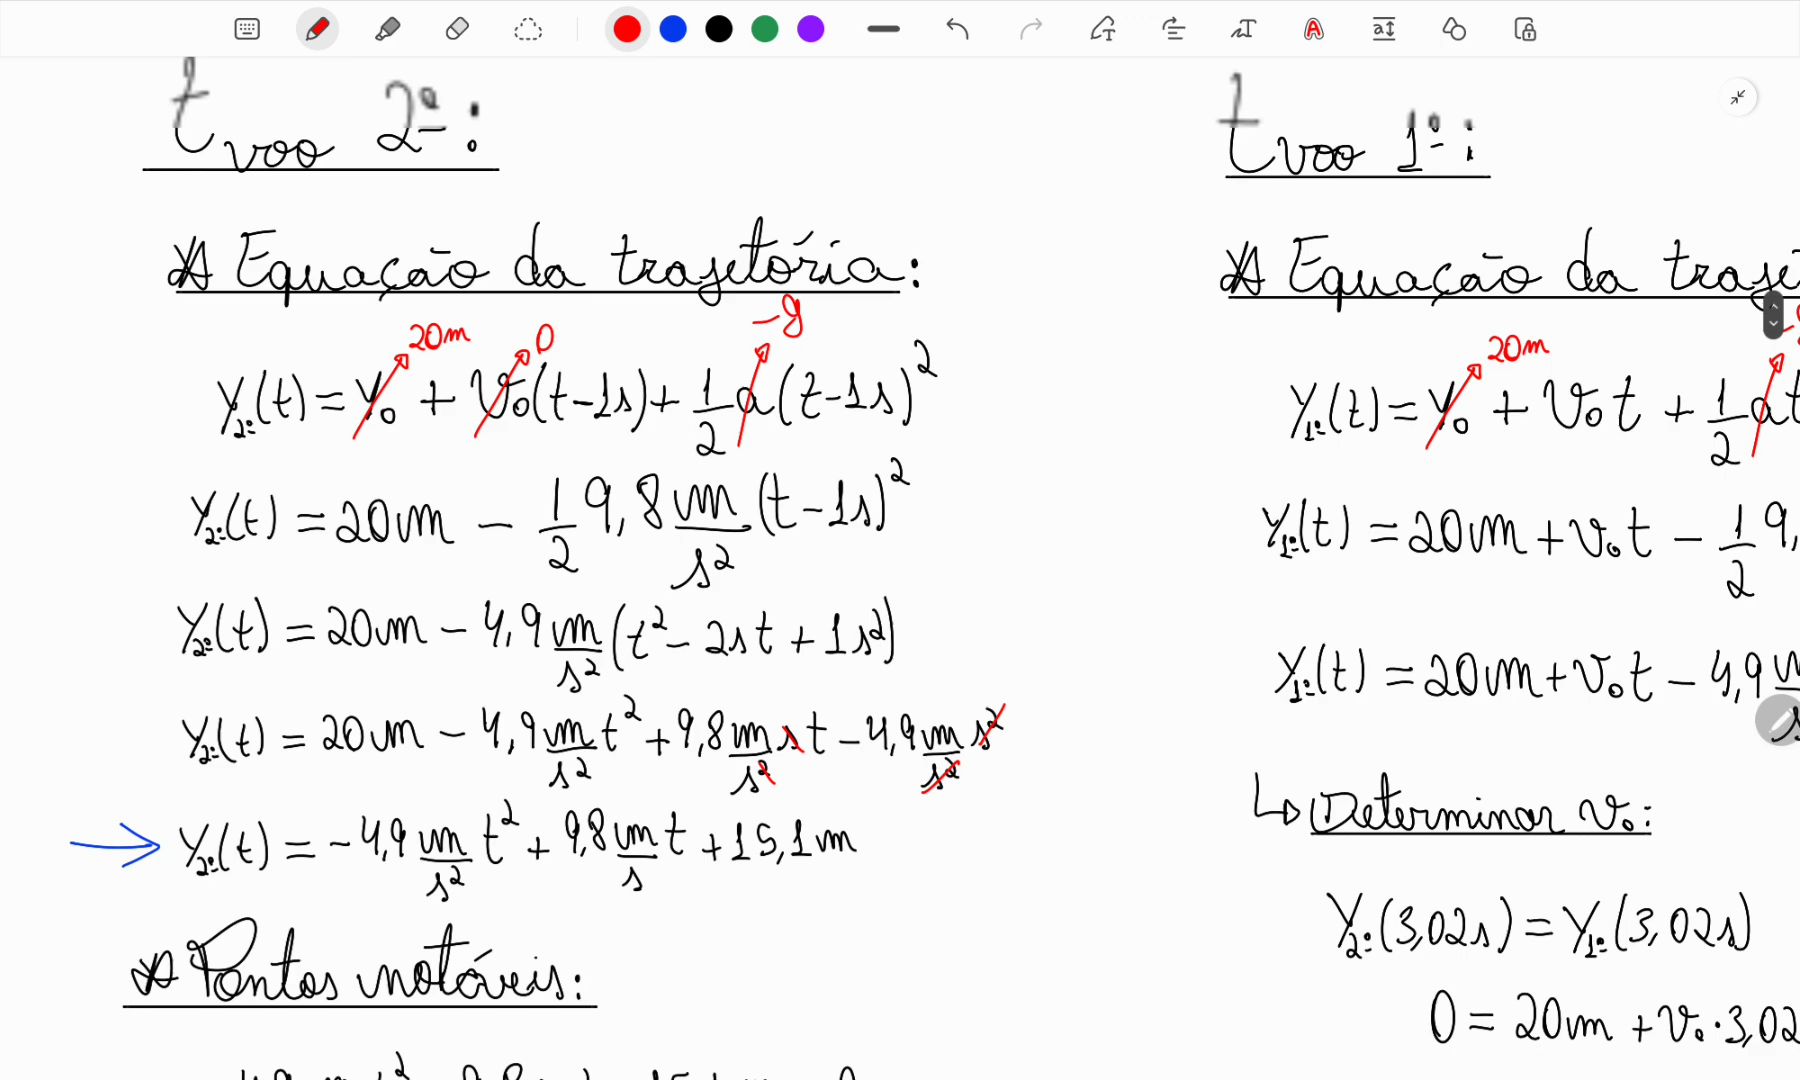 t voo 2º:
* Equação da trajetória:
20m 0 -g
Y₂º(t) = Y₀ + V₀(t-1s) + 1/2 a(t-1s)²
Y₂º(t) = 20m - 1/2 9,8 m/s² (t-1s)²
Y₂º(t) = 20m - 4,9 m/s² (t² - 2st + 1s²)
Y₂º(t) = 20m - 4,9 m/s² t² + 9,8 m/s² s t - 4,9 m/s² s²
Y₂º(t) = -4,9 m/s² t² + 9,8 m/s t + 15,1m
* Pontos notáveis:
t voo 1º:
* Equação da traje
20m
Y₁º(t) = Y₀ + V₀t + 1/2 at
Y₁º(t) = 20m + v₀t - 1/2 9,
Y₁º(t) = 20m + v₀t - 4,9
↳ Determinar v₀:
Y₂º(3,02s) = Y₁º(3,02s)
0 = 20m + v₀·3,02